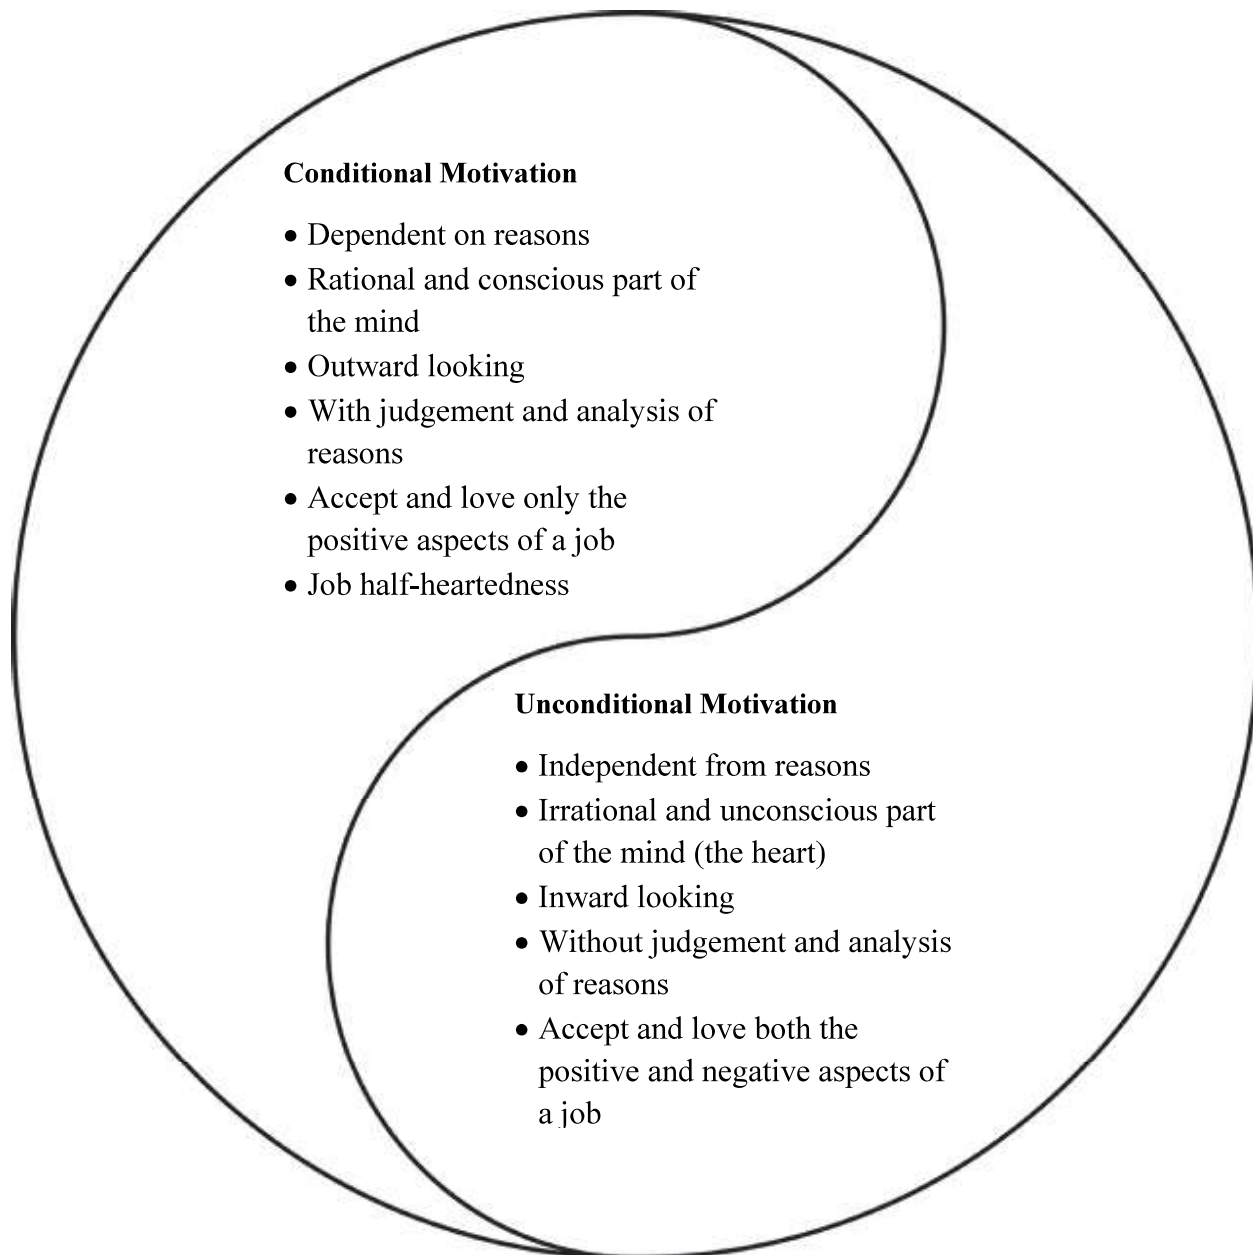 Conditional Motivation
• Dependent on reasons
• Rational and conscious part of
the mind
• Outward looking
• With judgement and analysis of
reasons
• Accept and love only the
positive aspects of a job
• Job half-heartedness
Unconditional Motivation
• Independent from reasons
• Irrational and unconscious part
of the mind (the heart)
• Inward looking
• Without judgement and analysis
of reasons
• Accept and love both the
positive and negative aspects of
a job